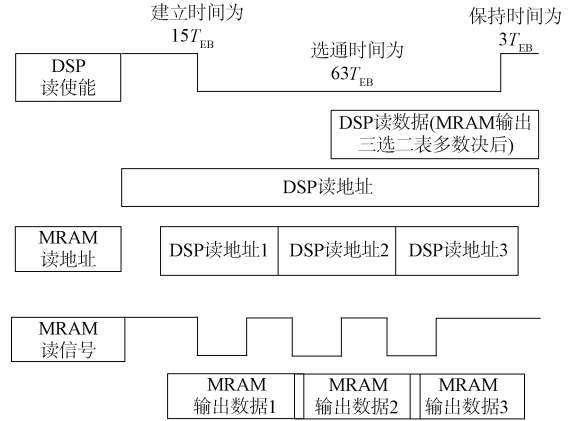 建立时间为
15T_EB
保持时间为
3T_EB
选通时间为
63T_EB
DSP
读使能
DSP读数据(MRAM输出
三选二表多数决后)
DSP读地址
MRAM
读地址
DSP读地址1
DSP读地址2
DSP读地址3
MRAM
读信号
MRAM
输出数据1
MRAM
输出数据2
MRAM
输出数据3